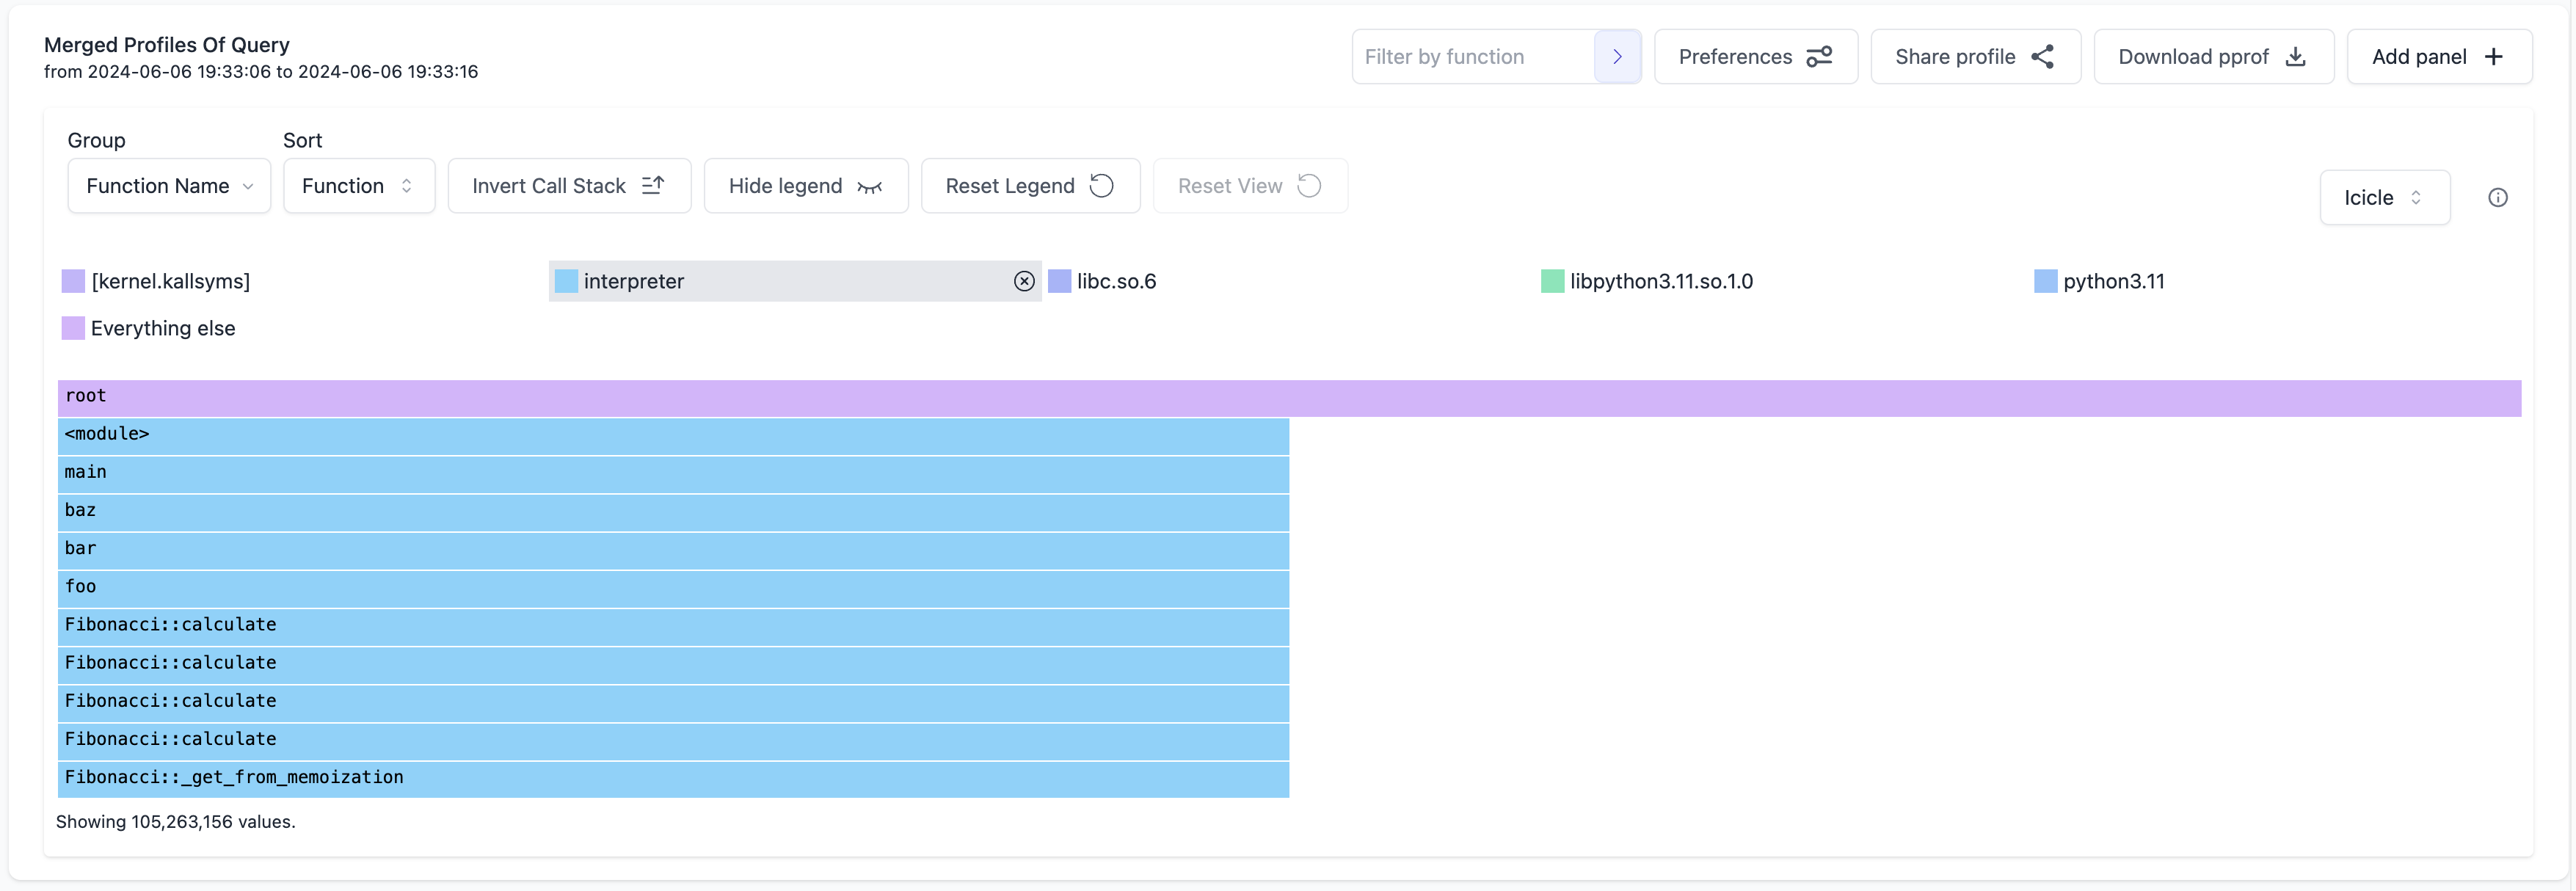 Merged Profiles Of Query
from 2024-06-06 19:33:06 to 2024-06-06 19:33:16
Filter by function
Preferences
Share profile
Download pprof
Add panel
Group
Sort
Function Name
Function
Invert Call Stack
Hide legend
Reset Legend
Reset View
Icicle
[kernel.kallsyms]
interpreter
libc.so.6
libpython3.11.so.1.0
python3.11
Everything else
root
<module>
main
baz
bar
foo
Fibonacci::calculate
Fibonacci::calculate
Fibonacci::calculate
Fibonacci::calculate
Fibonacci::_get_from_memoization
Showing 105,263,156 values.